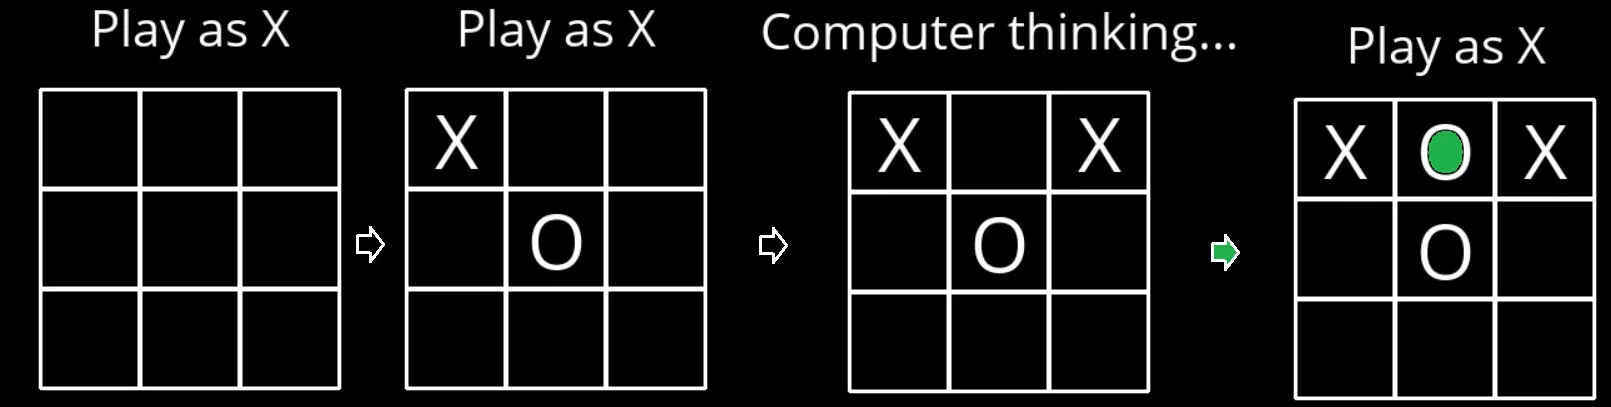 Play as X
Play as X
Computer thinking...
Play as X
X
O
X X
O
X O X
O